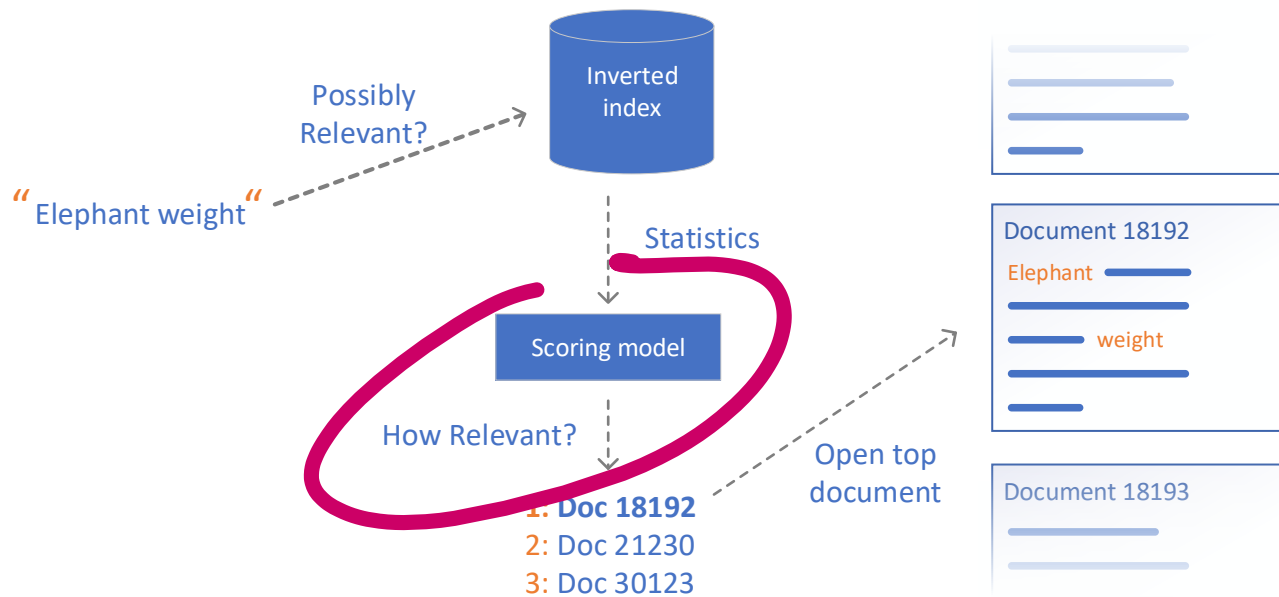 Inverted
index
Possibly
Relevant?
“Elephant weight“
Statistics
Scoring model
How Relevant?
1: Doc 18192
2: Doc 21230
3: Doc 30123
Open top
document
Document 18192
Elephant
weight
Document 18193